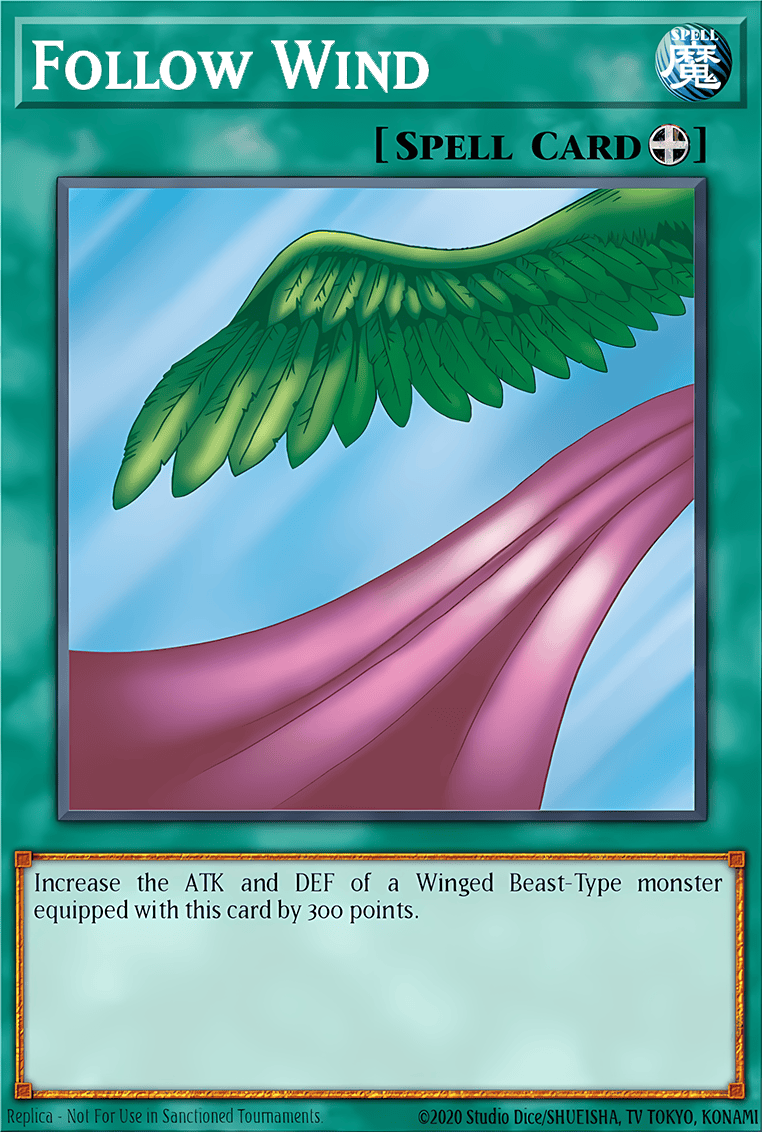 Follow Wind
SPELL
魔
[Spell Card]
Increase the ATK and DEF of a Winged Beast-Type monster
equipped with this card by 300 points.
Replica - Not For Use in Sanctioned Tournaments.
©2020 Studio Dice/SHUEISHA, TV TOKYO, KONAMI